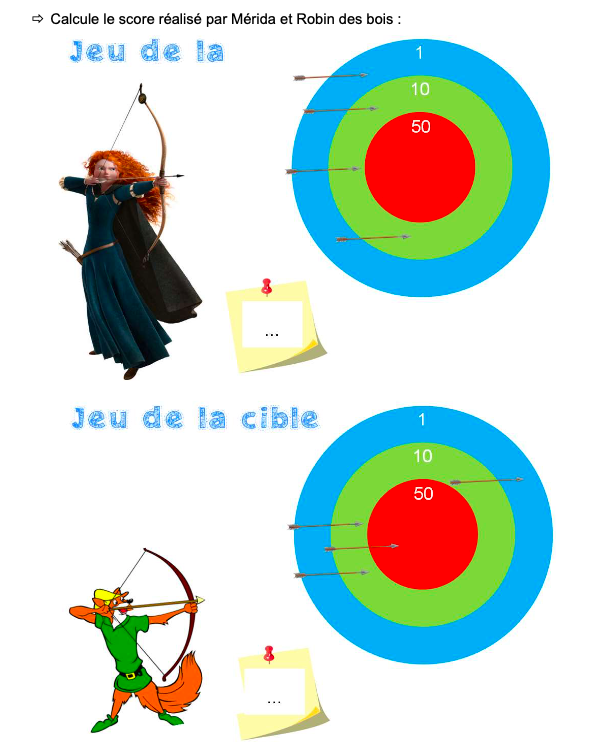 ⇨ Calcule le score réalisé par Mérida et Robin des bois :
Jeu de la
1
10
50
...
Jeu de la cible
1
10
50
...